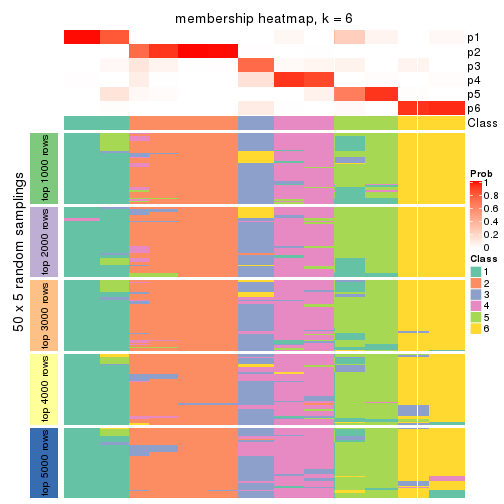 membership heatmap, k = 6
p1
p2
p3
p4
p5
p6
Class
50 x 5 random samplings
top 1000 rows
top 2000 rows
top 3000 rows
top 4000 rows
top 5000 rows
Prob
1
0.8
0.6
0.4
0.2
0
Class
1
2
3
4
5
6